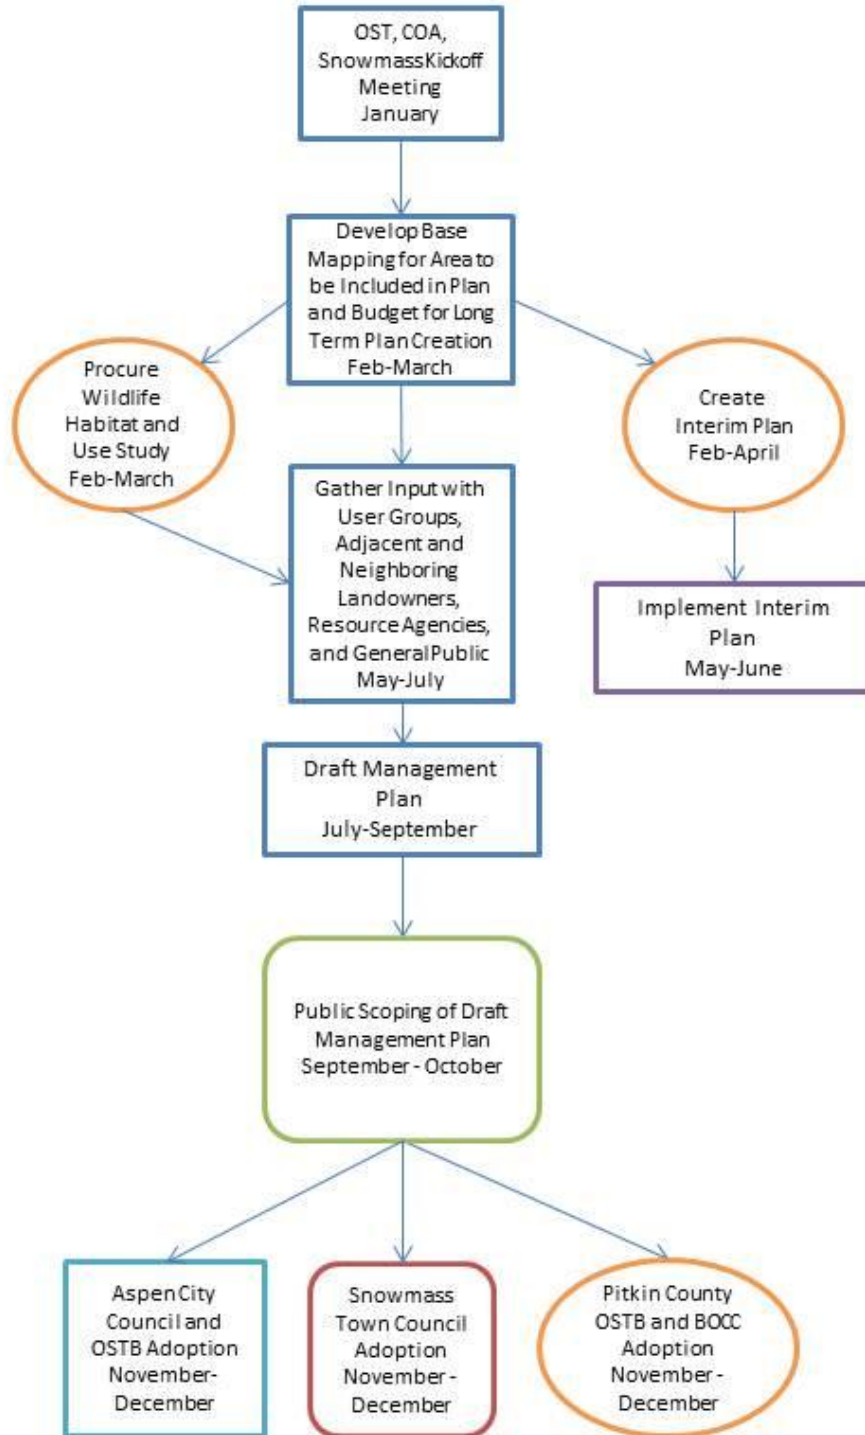 OST, COA,
SnowmassKickoff
Meeting
January
Develop Base
Mapping for Area to
be Included in Plan
and Budget for Long
Term Plan Creation
Feb-March
Procure
Wildlife
Habitat and
Use Study
Feb-March
Create
Interim Plan
Feb-April
Gather Input with
User Groups,
Adjacent and
Neighboring
Landowners,
Resource Agencies,
and General Public
May-July
Implement Interim
Plan
May-June
Draft Management
Plan
July-September
Public Scoping of Draft
Management Plan
September - October
Aspen City
Council and
OSTB Adoption
November-
December
Snowmass
Town Council
Adoption
November -
December
Pitkin County
OSTB and BOCC
Adoption
November -
December